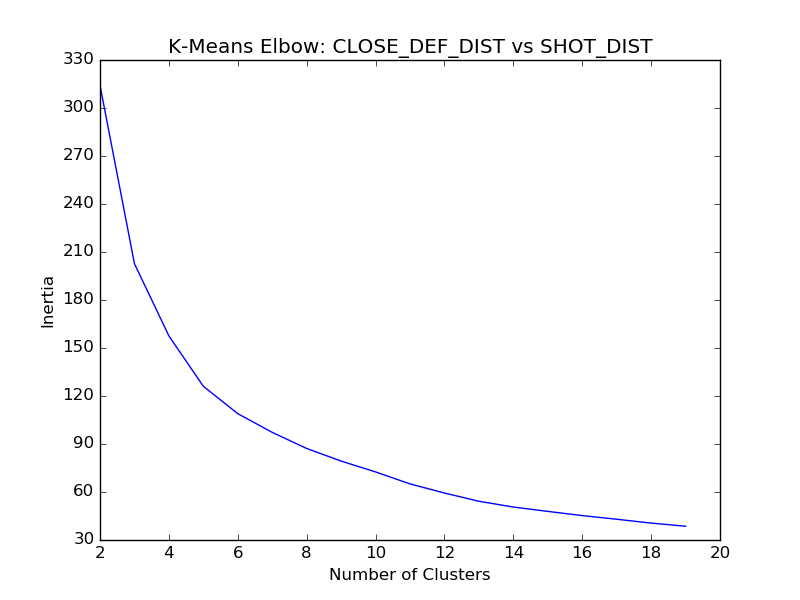 K-Means Elbow: CLOSE_DEF_DIST vs SHOT_DIST
330
300
270
240
210
180
150
120
90
60
30
Inertia
2 4 6 8 10 12 14 16 18 20
Number of Clusters